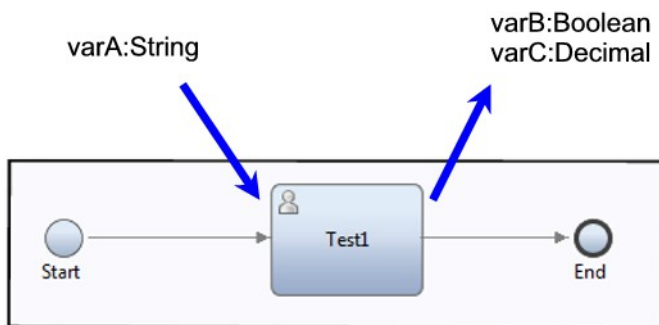 varA:String
varB:Boolean
varC:Decimal
Test1
Start
End